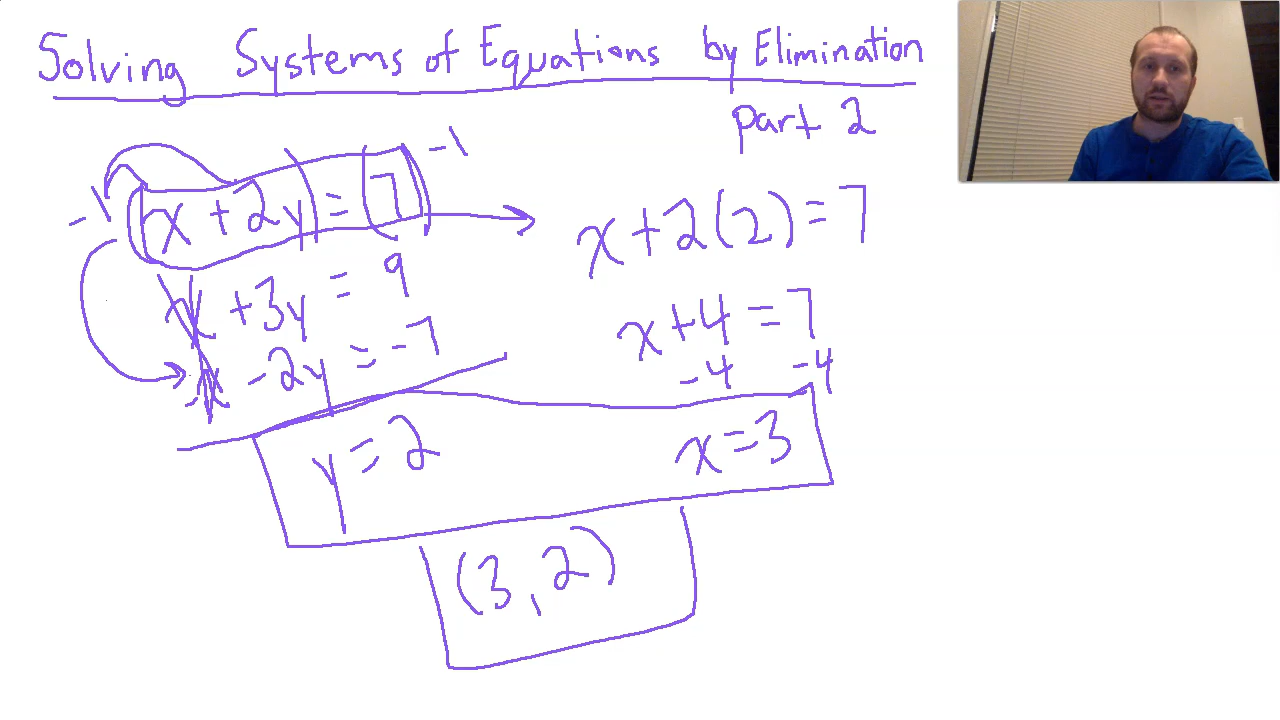 Solving Systems of Equations by Elimination
part 2
-1 (x + 2y) = (7) -1
x + 3y = 9
-x - 2y = -7
y = 2
x + 2(2) = 7
x + 4 = 7
-4 -4
x = 3
(3, 2)